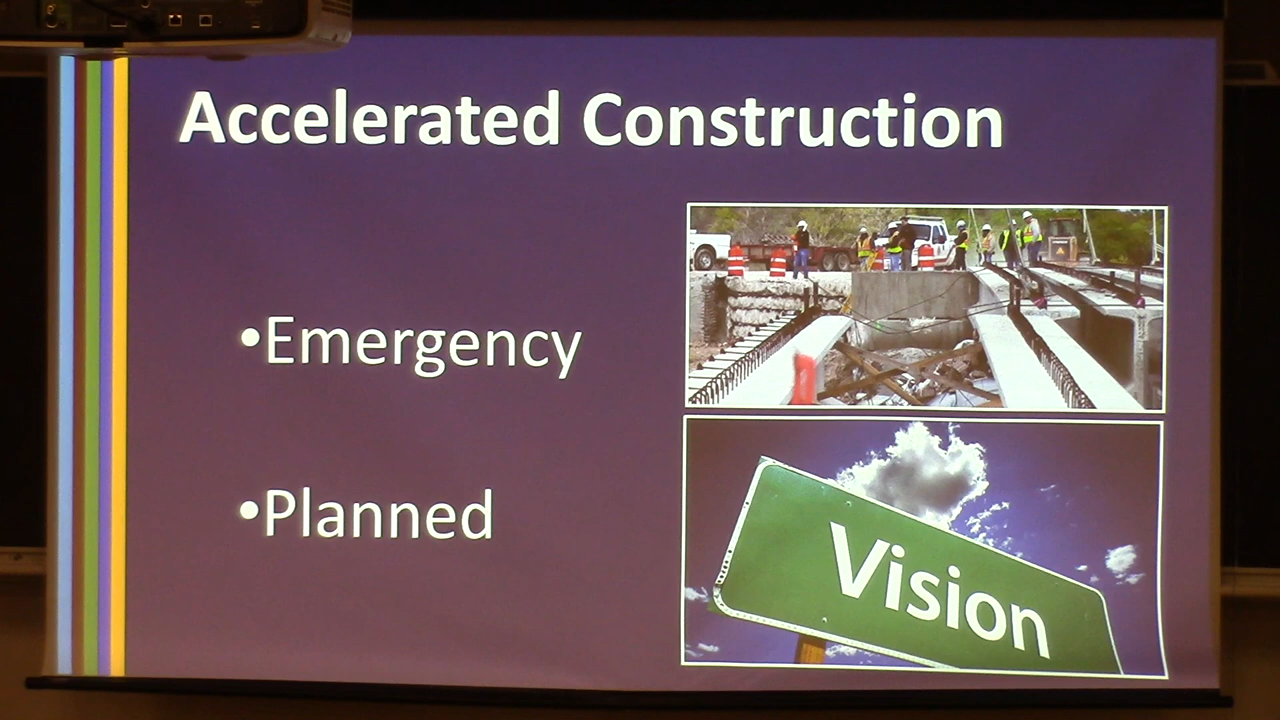 Accelerated Construction
•Emergency
•Planned
Vision